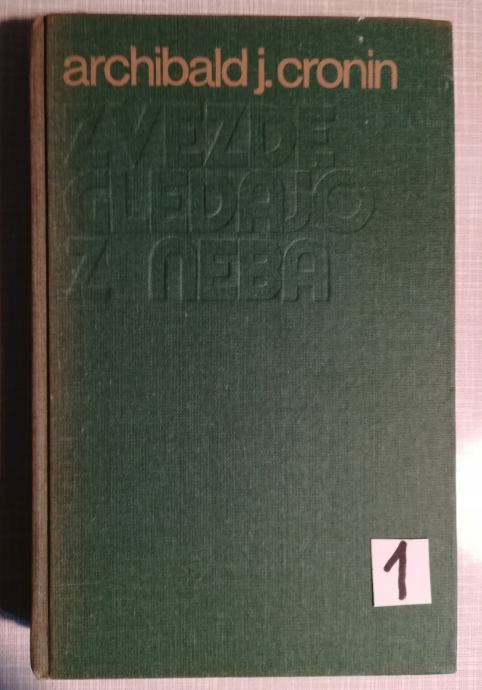 archibald j. cronin
ZVEZDE
GLEDAJO
Z NEBA
1